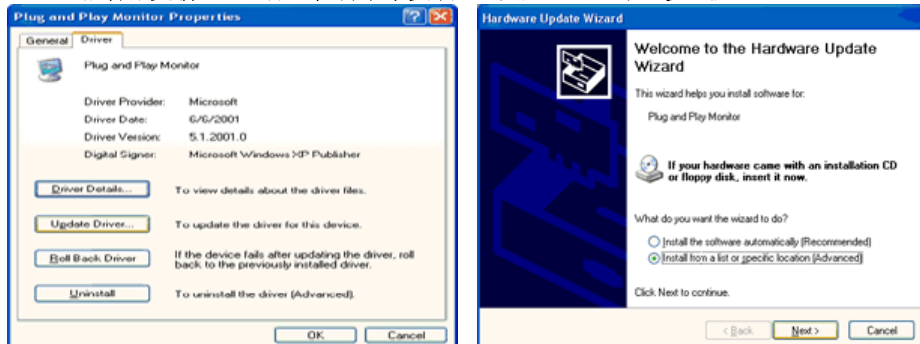 Plug and Play Monitor Properties
General Driver
Plug and Play Monitor
Driver Provider: Microsoft
Driver Date: 6/6/2001
Driver Version: 5.1.2001.0
Digital Signer: Microsoft Windows XP Publisher
Driver Details... To view details about the driver files.
Update Driver... To update the driver for this device.
Roll Back Driver If the device fails after updating the driver, roll
back to the previously installed driver.
Uninstall To uninstall the driver (Advanced).
OK Cancel
Hardware Update Wizard
Welcome to the Hardware Update
Wizard
This wizard helps you install software for:
Plug and Play Monitor
If your hardware came with an installation CD
or floppy disk, insert it now.
What do you want the wizard to do?
Install the software automatically (Recommended)
Install from a list or specific location (Advanced)
Click Next to continue.
< Back Next > Cancel